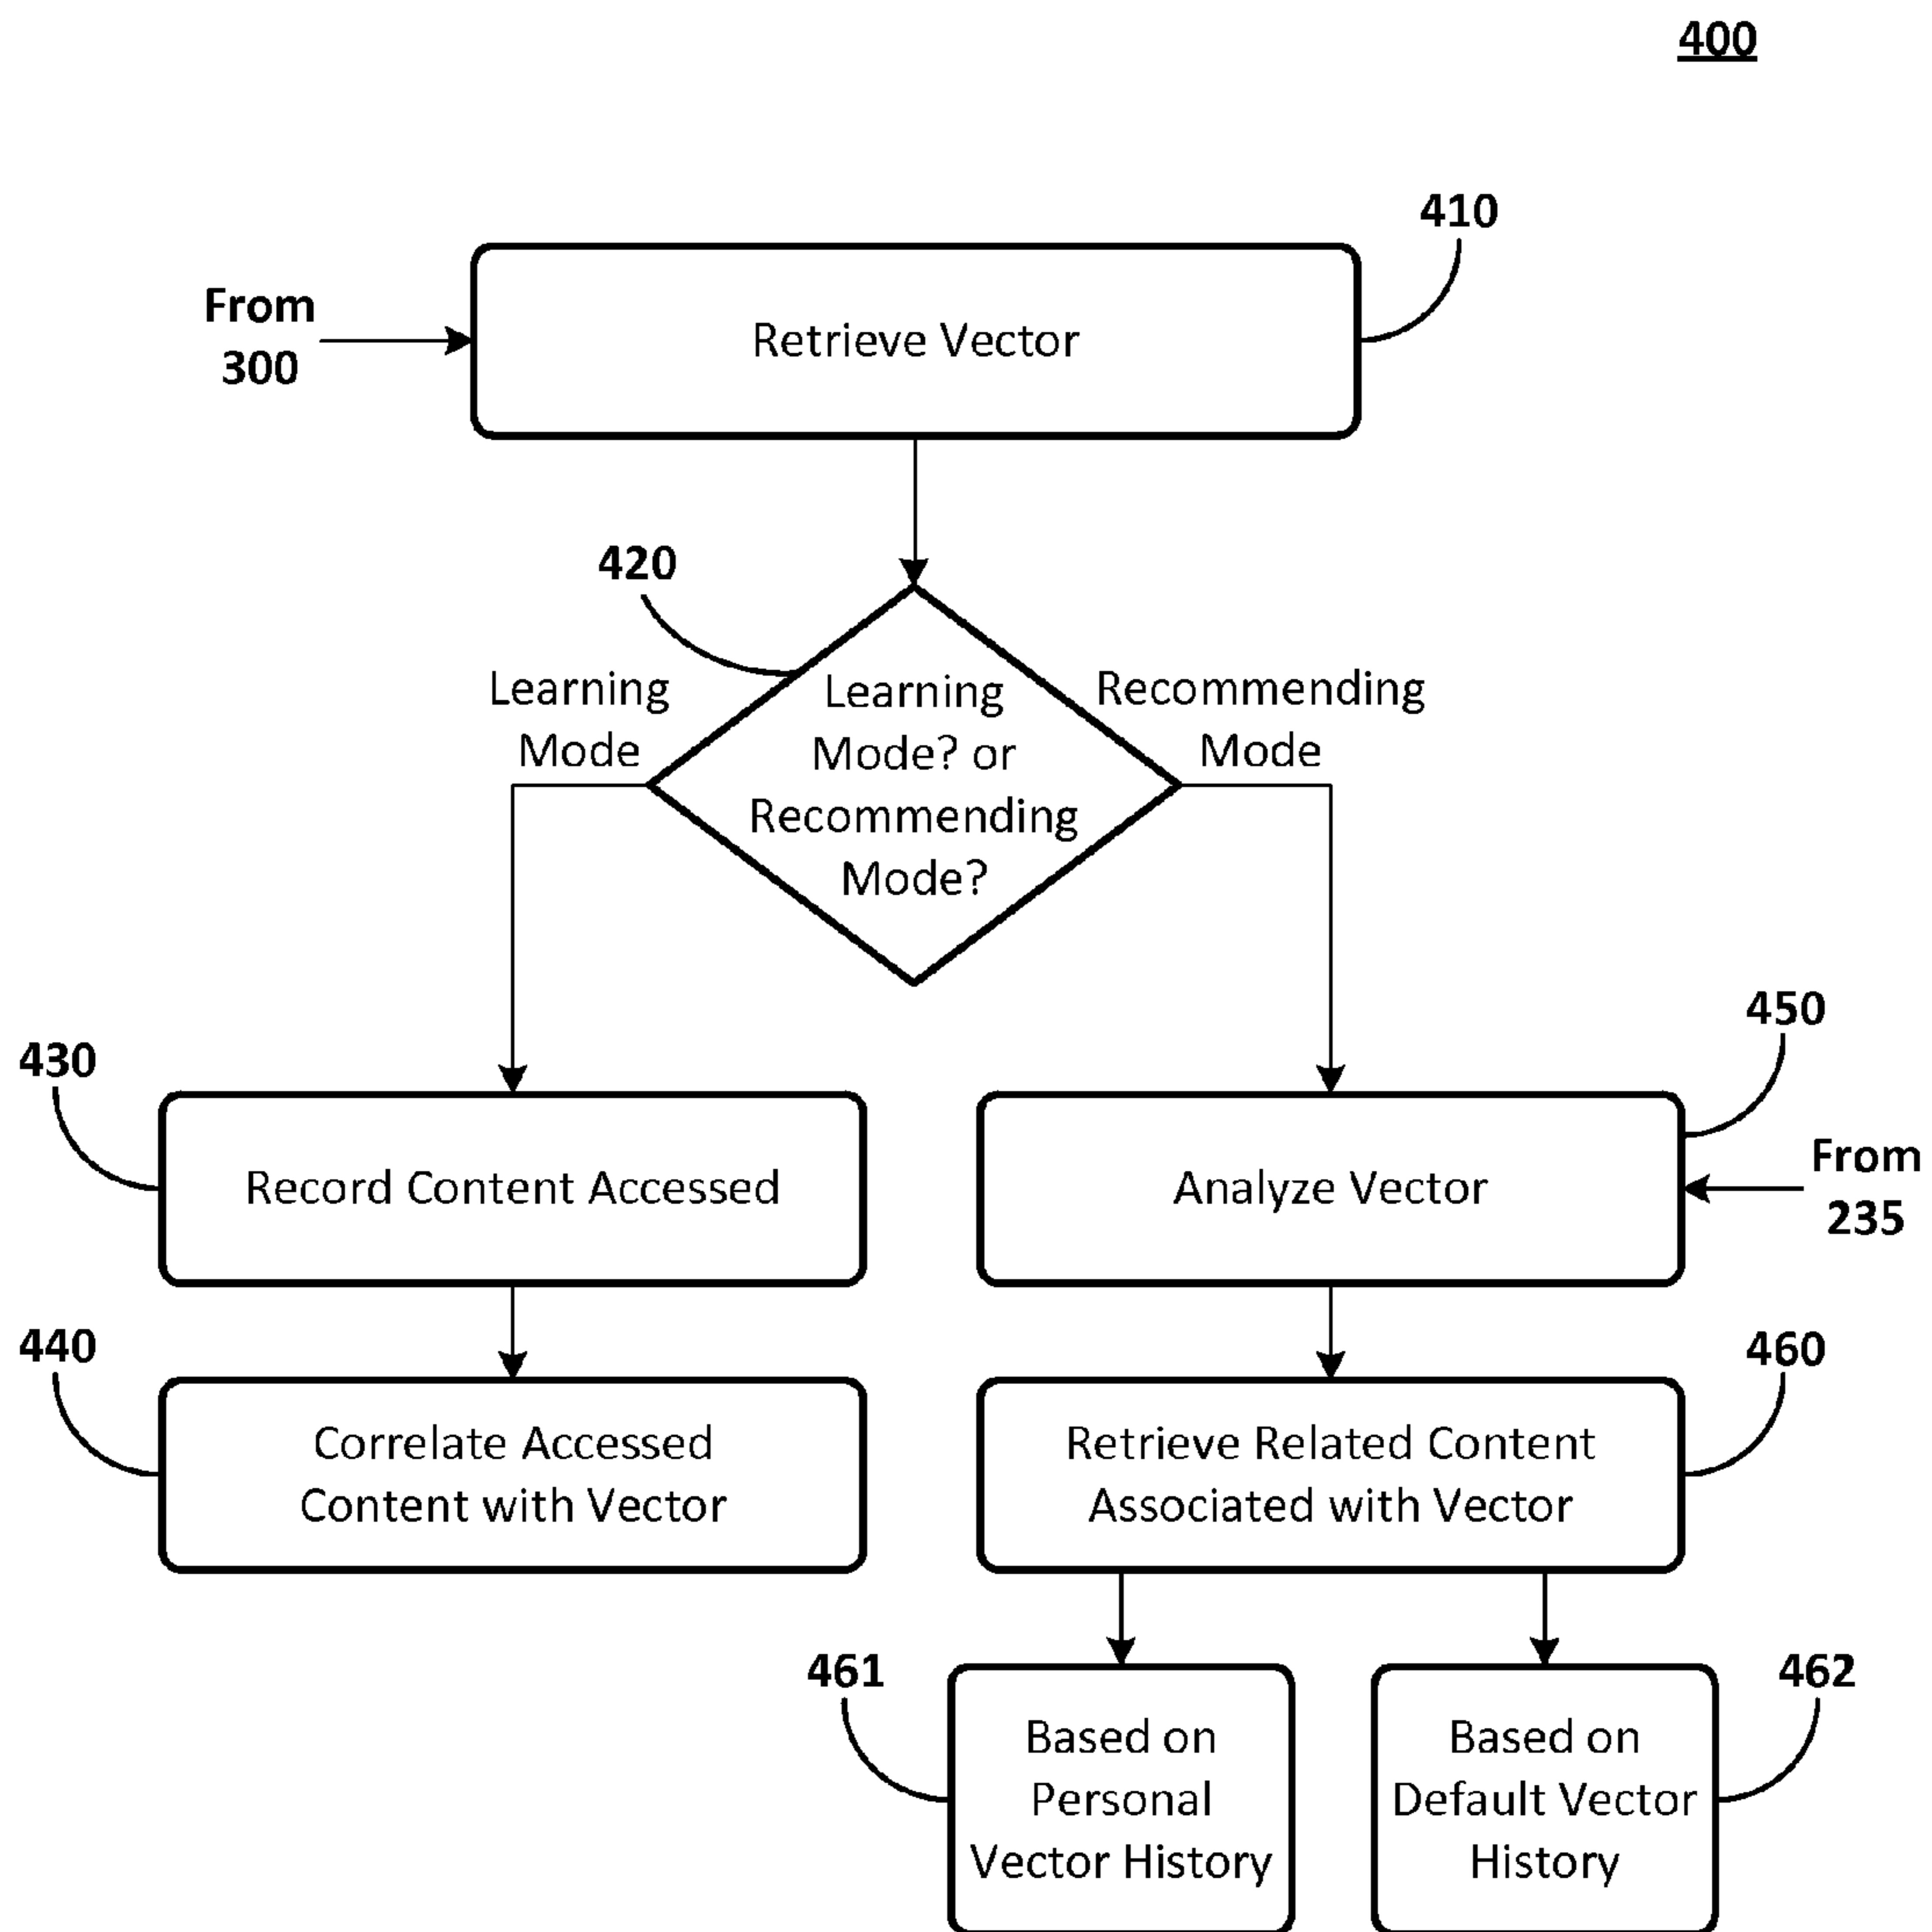 400
410
From
300
Retrieve Vector
420
Learning
Mode
Learning
Mode? or
Recommending
Mode?
Recommending
Mode
450
430
Record Content Accessed
Analyze Vector
From
235
440
460
Correlate Accessed
Content with Vector
Retrieve Related Content
Associated with Vector
461
462
Based on
Personal
Vector History
Based on
Default Vector
History